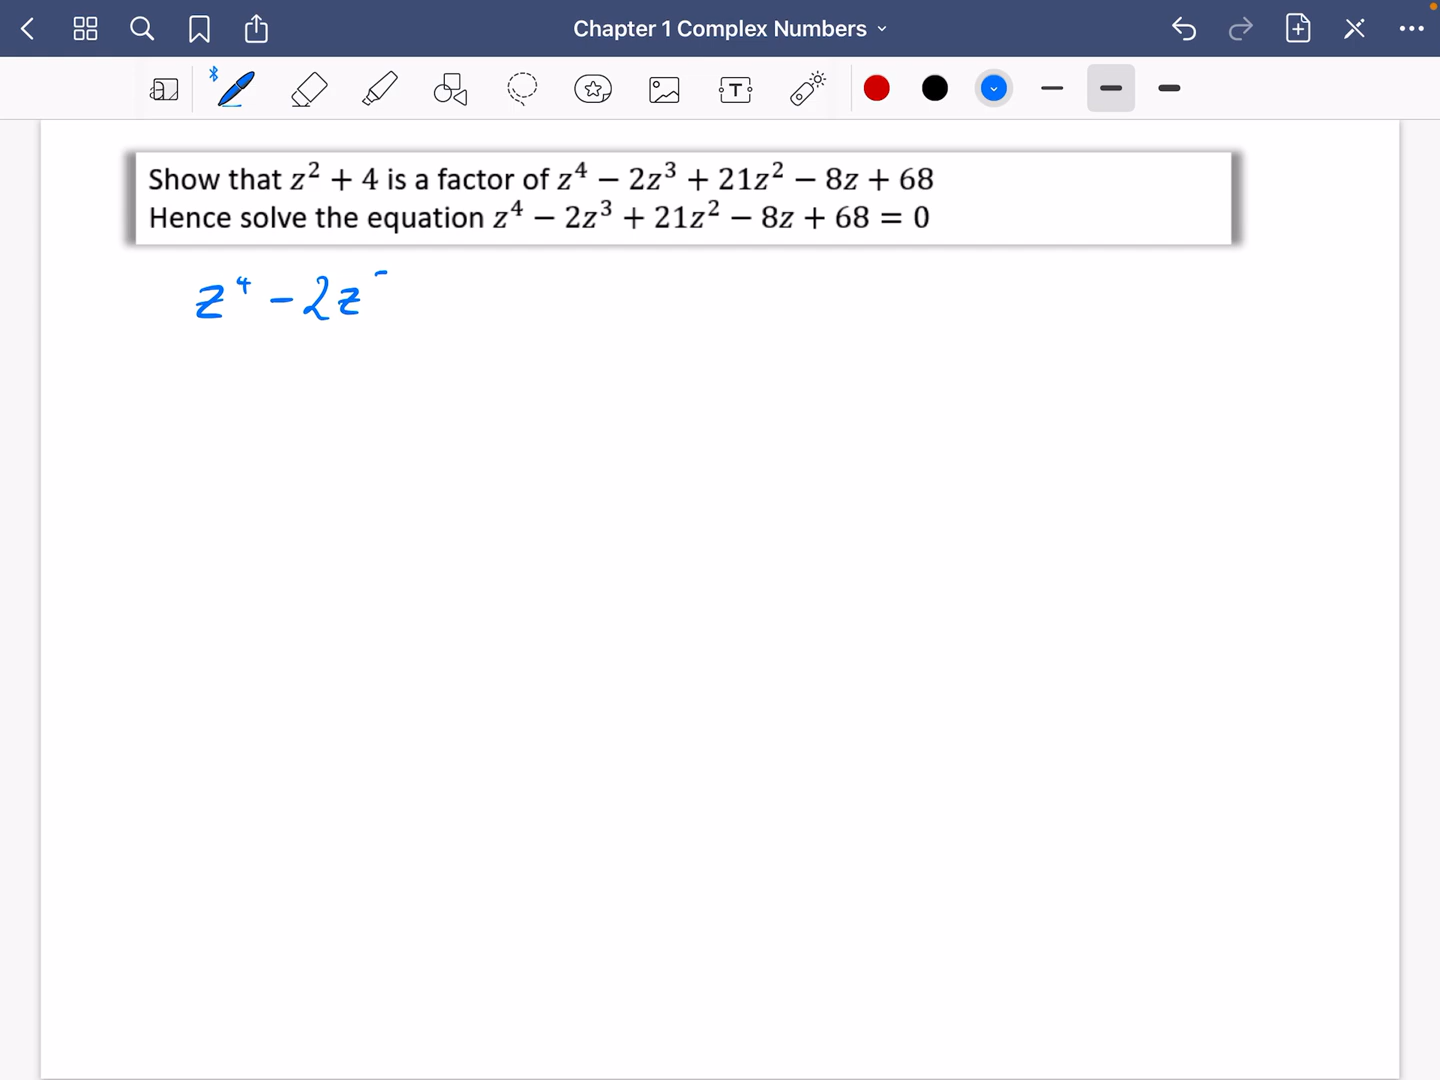 Chapter 1 Complex Numbers
Show that z² + 4 is a factor of z⁴ − 2z³ + 21z² − 8z + 68
Hence solve the equation z⁴ − 2z³ + 21z² − 8z + 68 = 0
z⁴ − 2z